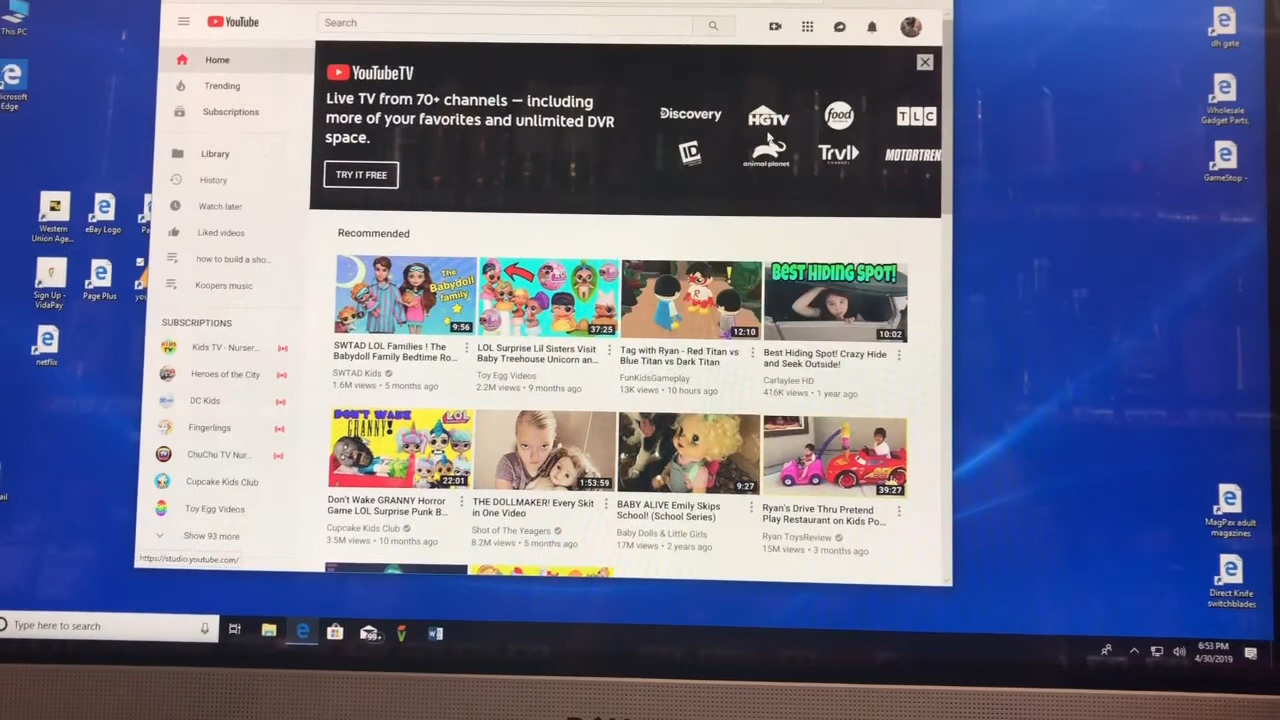 This PC
Microsoft
Edge
Western
Union Age...
eBay Logo
Sign Up -
VidaPay
Page Plus
netflix
YouTube
Search
Home
Trending
Subscriptions
Library
History
Watch later
Liked videos
how to build a sho...
Koopers music
SUBSCRIPTIONS
Kids TV - Nurser...
Heroes of the City
DC Kids
Fingerlings
ChuChu TV Nur...
Cupcake Kids Club
Toy Egg Videos
Show 93 more
https://studio.youtube.com/
YouTubeTV
Live TV from 70+ channels — including
more of your favorites and unlimited DVR
space.
TRY IT FREE
Discovery
HGTV
food
TLC
ID
animal planet
Trvl
CHANNEL
MOTORTREN
Recommended
The
Babydoll
family
9:56
37:25
12:10
BEST HIDING SPOT!
10:02
SWTAD LOL Families ! The
Babydoll Family Bedtime Ro...
SWTAD Kids
1.6M views • 5 months ago
LOL Surprise Lil Sisters Visit
Baby Treehouse Unicorn an...
Toy Egg Videos
2.2M views • 9 months ago
Tag with Ryan - Red Titan vs
Blue Titan vs Dark Titan
FunKidsGameplay
13K views • 10 hours ago
Best Hiding Spot! Crazy Hide
and Seek Outside!
Carlaylee HD
416K views • 1 year ago
DON'T WAKE
GRANNY!
LOL
22:01
1:53:59
9:27
39:27
Don't Wake GRANNY Horror
Game LOL Surprise Punk B...
Cupcake Kids Club
3.5M views • 10 months ago
THE DOLLMAKER! Every Skit
in One Video
Shot of The Yeagers
8.2M views • 5 months ago
BABY ALIVE Emily Skips
School! (School Series)
Baby Dolls & Little Girls
17M views • 2 years ago
Ryan's Drive Thru Pretend
Play Restaurant on Kids Po...
Ryan ToysReview
15M views • 3 months ago
dh gate
Wholesale
Gadget Parts,
GameStop -
MagPax adult
magazines
Direct Knife
switchblades
Type here to search
99+
6:53 PM
4/30/2019